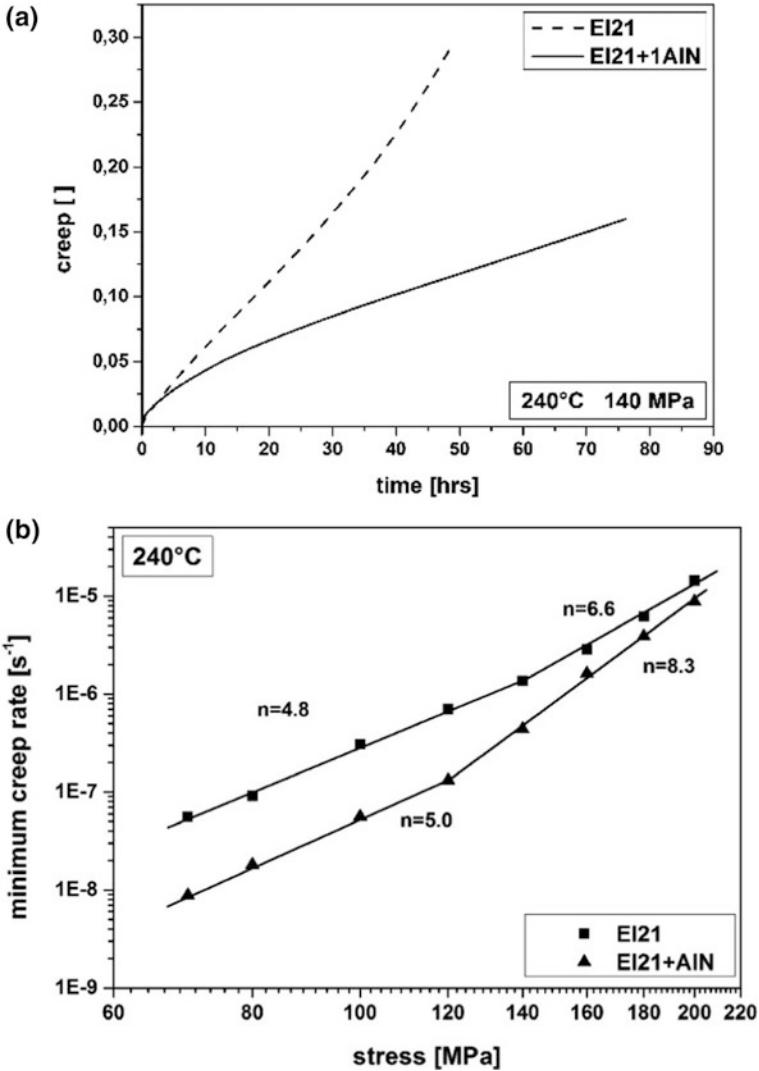 (a)
0,30
0,25
0,20
0,15
0,10
0,05
0,00
creep [ ]
EI21
EI21+1AlN
240°C 140 MPa
0 10 20 30 40 50 60 70 80 90
time [hrs]
(b)
240°C
1E-5
1E-6
1E-7
1E-8
1E-9
minimum creep rate [s-1]
n=6.6
n=8.3
n=4.8
n=5.0
EI21
EI21+AlN
60 80 100 120 140 160 180 200 220
stress [MPa]